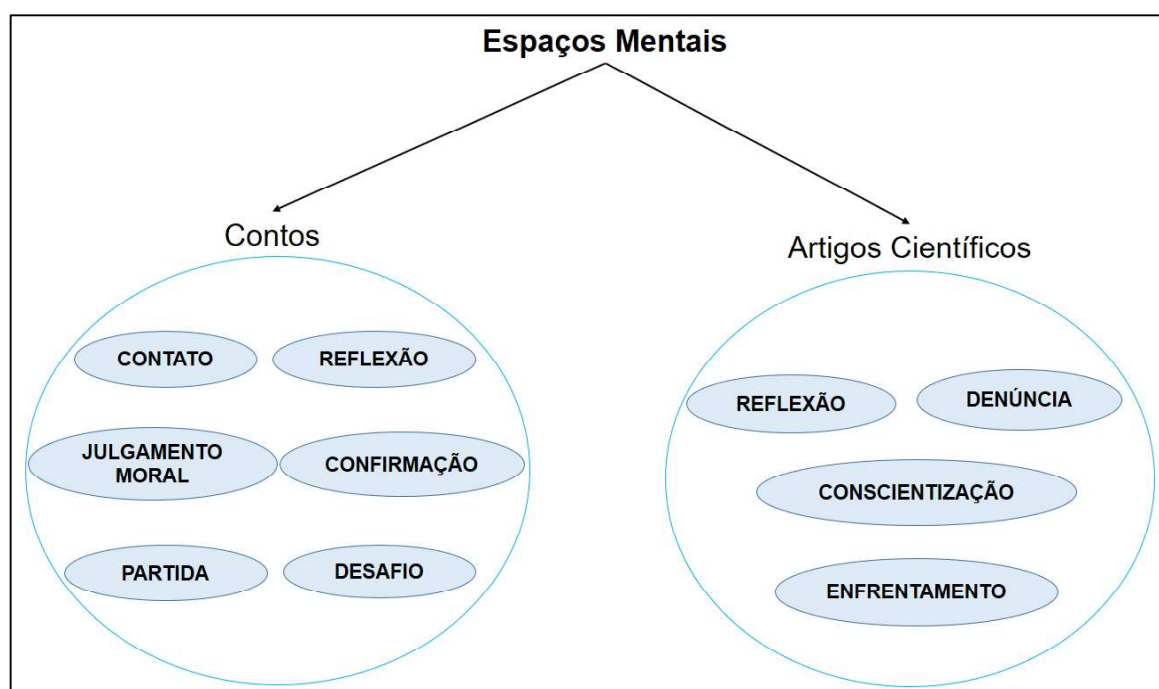 Espaços Mentais
Contos
CONTATO
REFLEXÃO
JULGAMENTO
MORAL
CONFIRMAÇÃO
PARTIDA
DESAFIO
Artigos Científicos
REFLEXÃO
DENÚNCIA
CONSCIENTIZAÇÃO
ENFRENTAMENTO